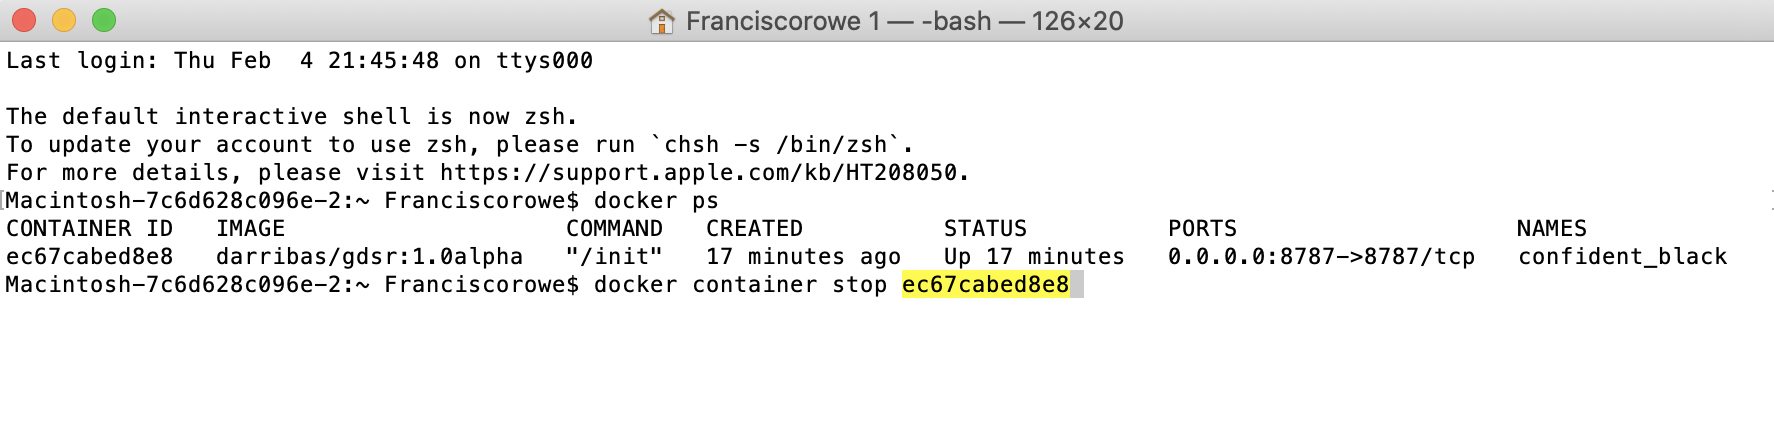 Franciscorowe 1 — -bash — 126×20
Last login: Thu Feb  4 21:45:48 on ttys000
The default interactive shell is now zsh.
To update your account to use zsh, please run `chsh -s /bin/zsh`.
For more details, please visit https://support.apple.com/kb/HT208050.
Macintosh-7c6d628c096e-2:~ Franciscorowe$ docker ps
CONTAINER ID   IMAGE                    COMMAND   CREATED          STATUS          PORTS                    NAMES
ec67cabed8e8   darribas/gdsr:1.0alpha   "/init"   17 minutes ago   Up 17 minutes   0.0.0.0:8787->8787/tcp   confident_black
Macintosh-7c6d628c096e-2:~ Franciscorowe$ docker container stop ec67cabed8e8